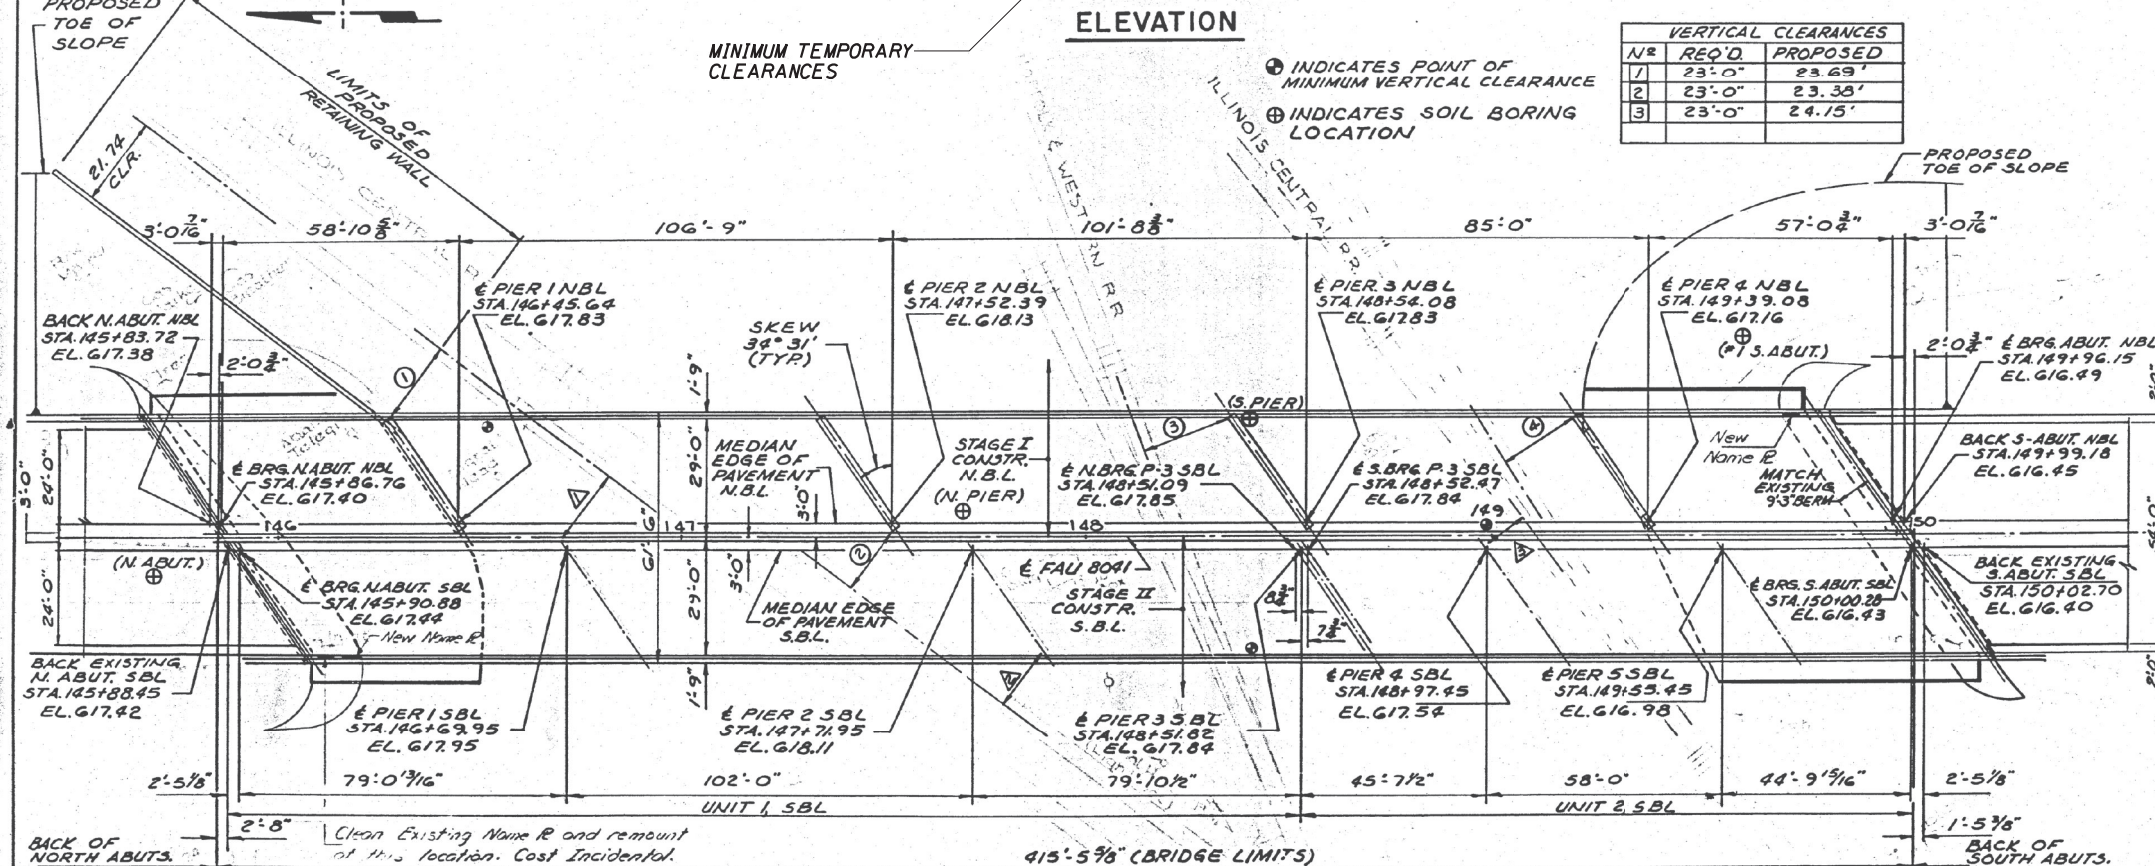 PROPOSED
TOE OF
SLOPE
ELEVATION
MINIMUM TEMPORARY
CLEARANCES
INDICATES POINT OF
MINIMUM VERTICAL CLEARANCE
INDICATES SOIL BORING
LOCATION
VERTICAL CLEARANCES
Nº REQ'D. PROPOSED
1 23'-0" 23.69'
2 23'-0" 23.38'
3 23'-0" 24.15'
LIMITS OF
PROPOSED
RETAINING WALL
21.74
CLR.
ILLINOIS CENTRAL RR.
& WESTERN RR
PROPOSED
TOE OF SLOPE
3'-0 7/16"
58'-10 5/8"
106'-9"
101'-8 3/8"
85'-0"
57'-0 3/4"
3'-0 7/16"
BACK N. ABUT. NBL
STA. 145+83.72
EL. 617.38
2'-0 3/4"
℄ PIER 1 NBL
STA. 146+45.64
EL. 617.83
SKEW
34° 31'
(TYP.)
℄ PIER 2 NBL
STA. 147+52.39
EL. 618.13
℄ PIER 3 NBL
STA. 148+54.08
EL. 617.83
℄ PIER 4 NBL
STA. 149+39.08
EL. 617.16
(#1 S. ABUT.)
2'-0 3/4"
℄ BRG. ABUT. NBL
STA. 149+96.15
EL. 616.49
1
1'-9"
29'-0"
MEDIAN
EDGE OF
PAVEMENT
N.B.L.
3'-0"
STAGE I
CONSTR.
N.B.L.
(N. PIER)
3
(S. PIER)
4
℄ N. BRG. P-3 SBL
STA. 148+51.09
EL. 617.85
℄ S. BRG. P-3 SBL
STA. 148+52.47
EL. 617.84
New
Name ℞
MATCH
EXISTING
9'-3" BERM
BACK S-ABUT. NBL
STA. 149+99.18
EL. 616.45
℄ BRG. N. ABUT. NBL
STA. 145+86.76
EL. 617.40
3'-0"
24'-0"
24'-0"
146
147
148
149
150
54'-0"
61'-6"
(N. ABUT.)
℄ BRG. N. ABUT. SBL
STA. 145+90.88
EL. 617.44
New Name ℞
3'-0"
29'-0"
1'-9"
2
MEDIAN EDGE
OF PAVEMENT
S.B.L.
℄ FAU 8041
STAGE II
CONSTR.
S.B.L.
8 3/4"
7 3/8"
3
℄ BRG. S. ABUT. SBL
STA. 150+00.28
EL. 616.43
BACK EXISTING
S. ABUT. SBL
STA. 150+02.70
EL. 616.40
BACK EXISTING
N. ABUT. SBL
STA. 145+88.45
EL. 617.42
℄ PIER 1 SBL
STA. 146+69.95
EL. 617.95
℄ PIER 2 SBL
STA. 147+71.95
EL. 618.11
℄ PIER 3 SBL
STA. 148+51.82
EL. 617.84
℄ PIER 4 SBL
STA. 148+97.45
EL. 617.54
℄ PIER 5 SBL
STA. 149+55.45
EL. 616.98
2'-5 1/8"
79'-0 13/16"
102'-0"
79'-10 1/2"
45'-7 1/2"
58'-0"
44'-9 15/16"
2'-5 1/8"
UNIT 1, SBL
UNIT 2, SBL
2'-8"
1'-5 3/8"
Clean Existing Name ℞ and remount
at this location. Cost Incidental.
BACK OF
NORTH ABUTS.
415'-5 5/8" (BRIDGE LIMITS)
BACK OF
SOUTH ABUTS.